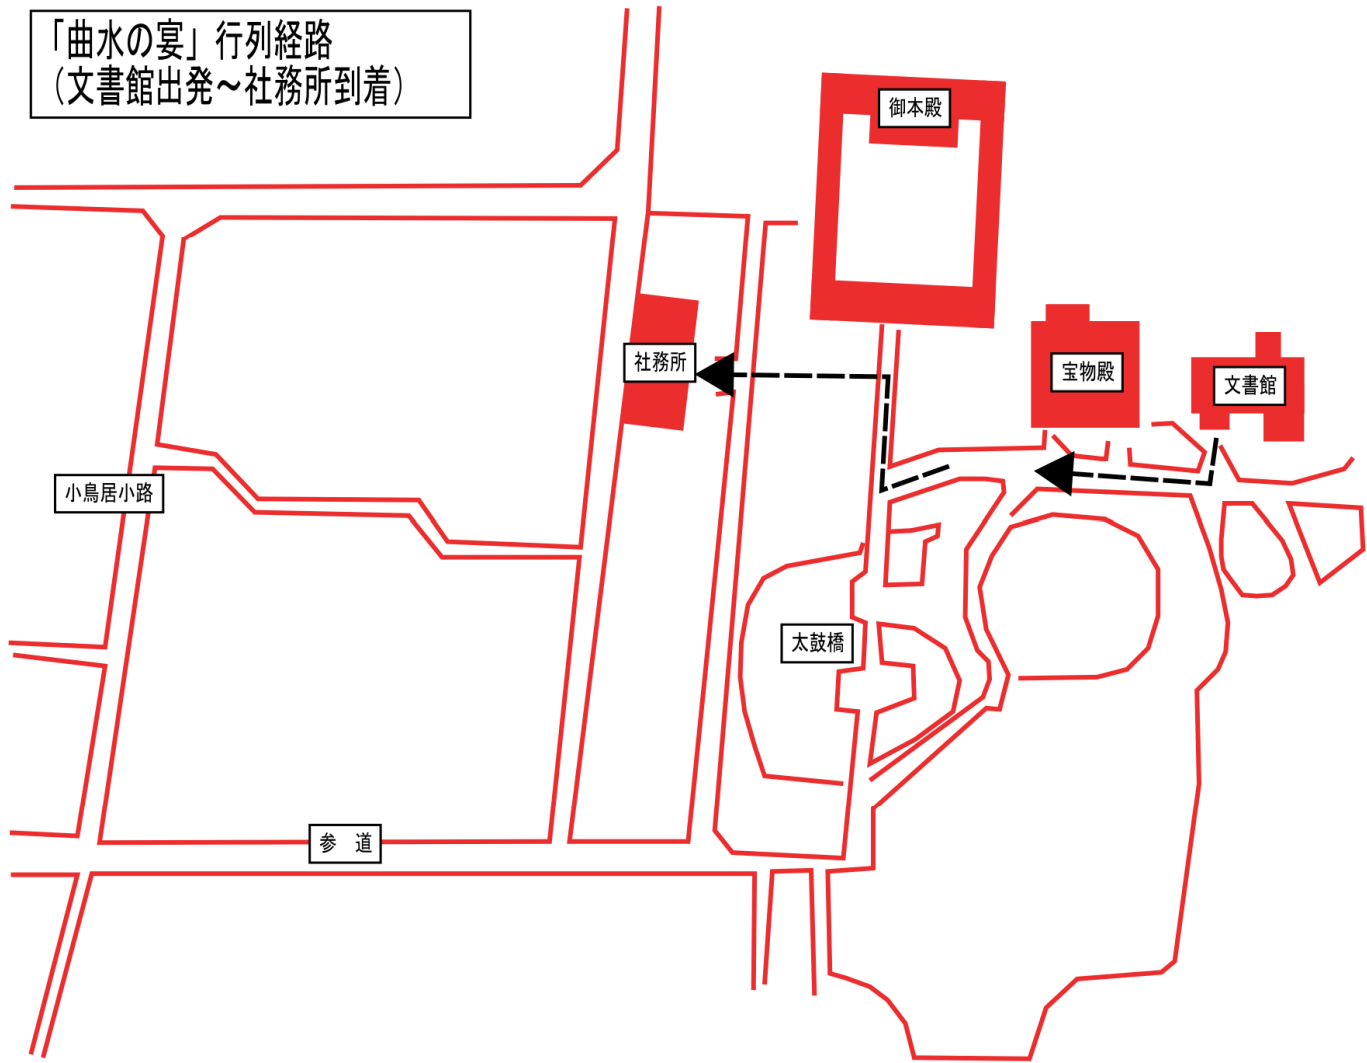 「曲水の宴」行列経路
（文書館出発～社務所到着）
御本殿
社務所
宝物殿
文書館
小鳥居小路
太鼓橋
参　道